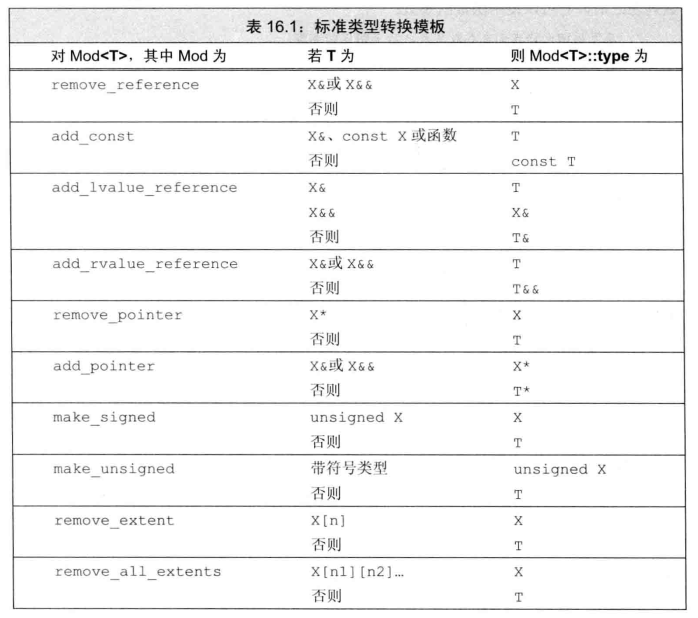 表 16.1：标准类型转换模板
对 Mod<T>，其中 Mod 为 若 T 为 则 Mod<T>::type 为
remove_reference X&或 X&& X
否则 T
add_const X&、const X 或函数 T
否则 const T
add_lvalue_reference X& T
X&& X&
否则 T&
add_rvalue_reference X&或 X&& T
否则 T&&
remove_pointer X* X
否则 T
add_pointer X&或 X&& X*
否则 T*
make_signed unsigned X X
否则 T
make_unsigned 带符号类型 unsigned X
否则 T
remove_extent X[n] X
否则 T
remove_all_extents X[n1][n2]… X
否则 T